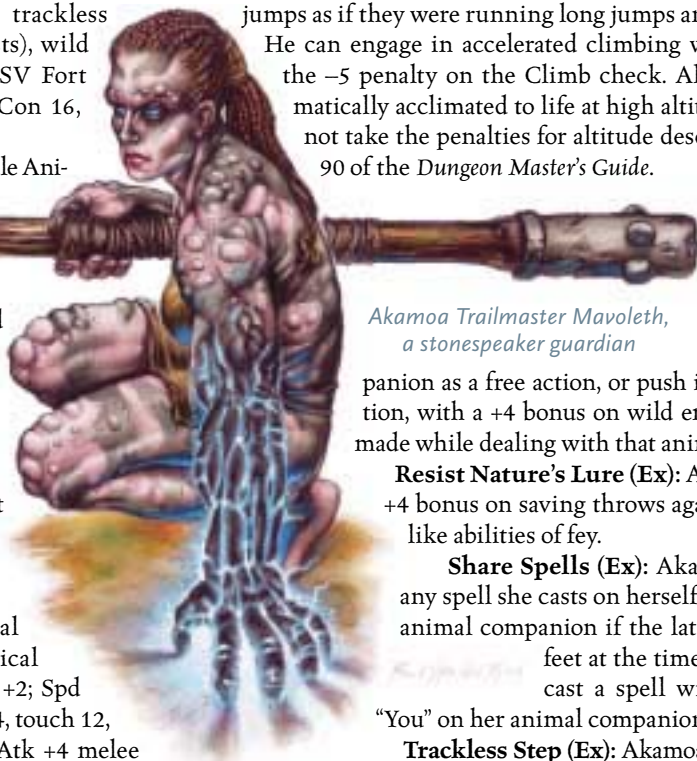 trackless
ts), wild
SV Fort
Con 16,
le Ani-
t
al
ical
+2; Spd
4, touch 12,
Atk +4 melee
jumps as if they were running long jumps an
He can engage in accelerated climbing w
the –5 penalty on the Climb check. Al
matically acclimated to life at high altit
not take the penalties for altitude desc
90 of the Dungeon Master's Guide.
Akamoa Trailmaster Mavoleth,
a stonespeaker guardian
panion as a free action, or push i
tion, with a +4 bonus on wild em
made while dealing with that anim
Resist Nature's Lure (Ex): A
+4 bonus on saving throws aga
like abilities of fey.
Share Spells (Ex): Aka
any spell she casts on herself
animal companion if the lat
feet at the time
cast a spell wi
“You” on her animal companion
Trackless Step (Ex): Akamoa